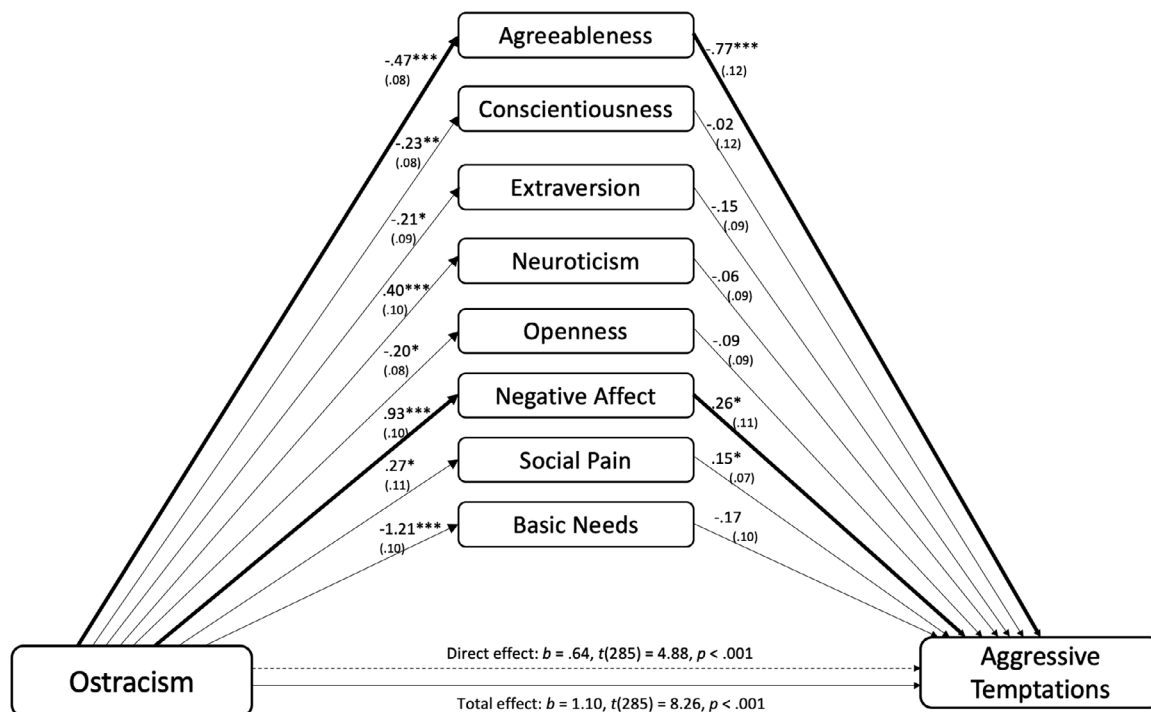 Agreeableness
-.47***
(.08)
-.77***
(.12)
Conscientiousness
-.23**
(.08)
-.02
(.12)
Extraversion
-.21*
(.09)
-.15
(.09)
Neuroticism
.40***
(.10)
-.06
(.09)
Openness
-.20*
(.08)
-.09
(.09)
Negative Affect
.93***
(.10)
.26*
(.11)
Social Pain
.27*
(.11)
.15*
(.07)
Basic Needs
-1.21***
(.10)
-.17
(.10)
Ostracism
Direct effect: b = .64, t(285) = 4.88, p < .001
Total effect: b = 1.10, t(285) = 8.26, p < .001
Aggressive
Temptations